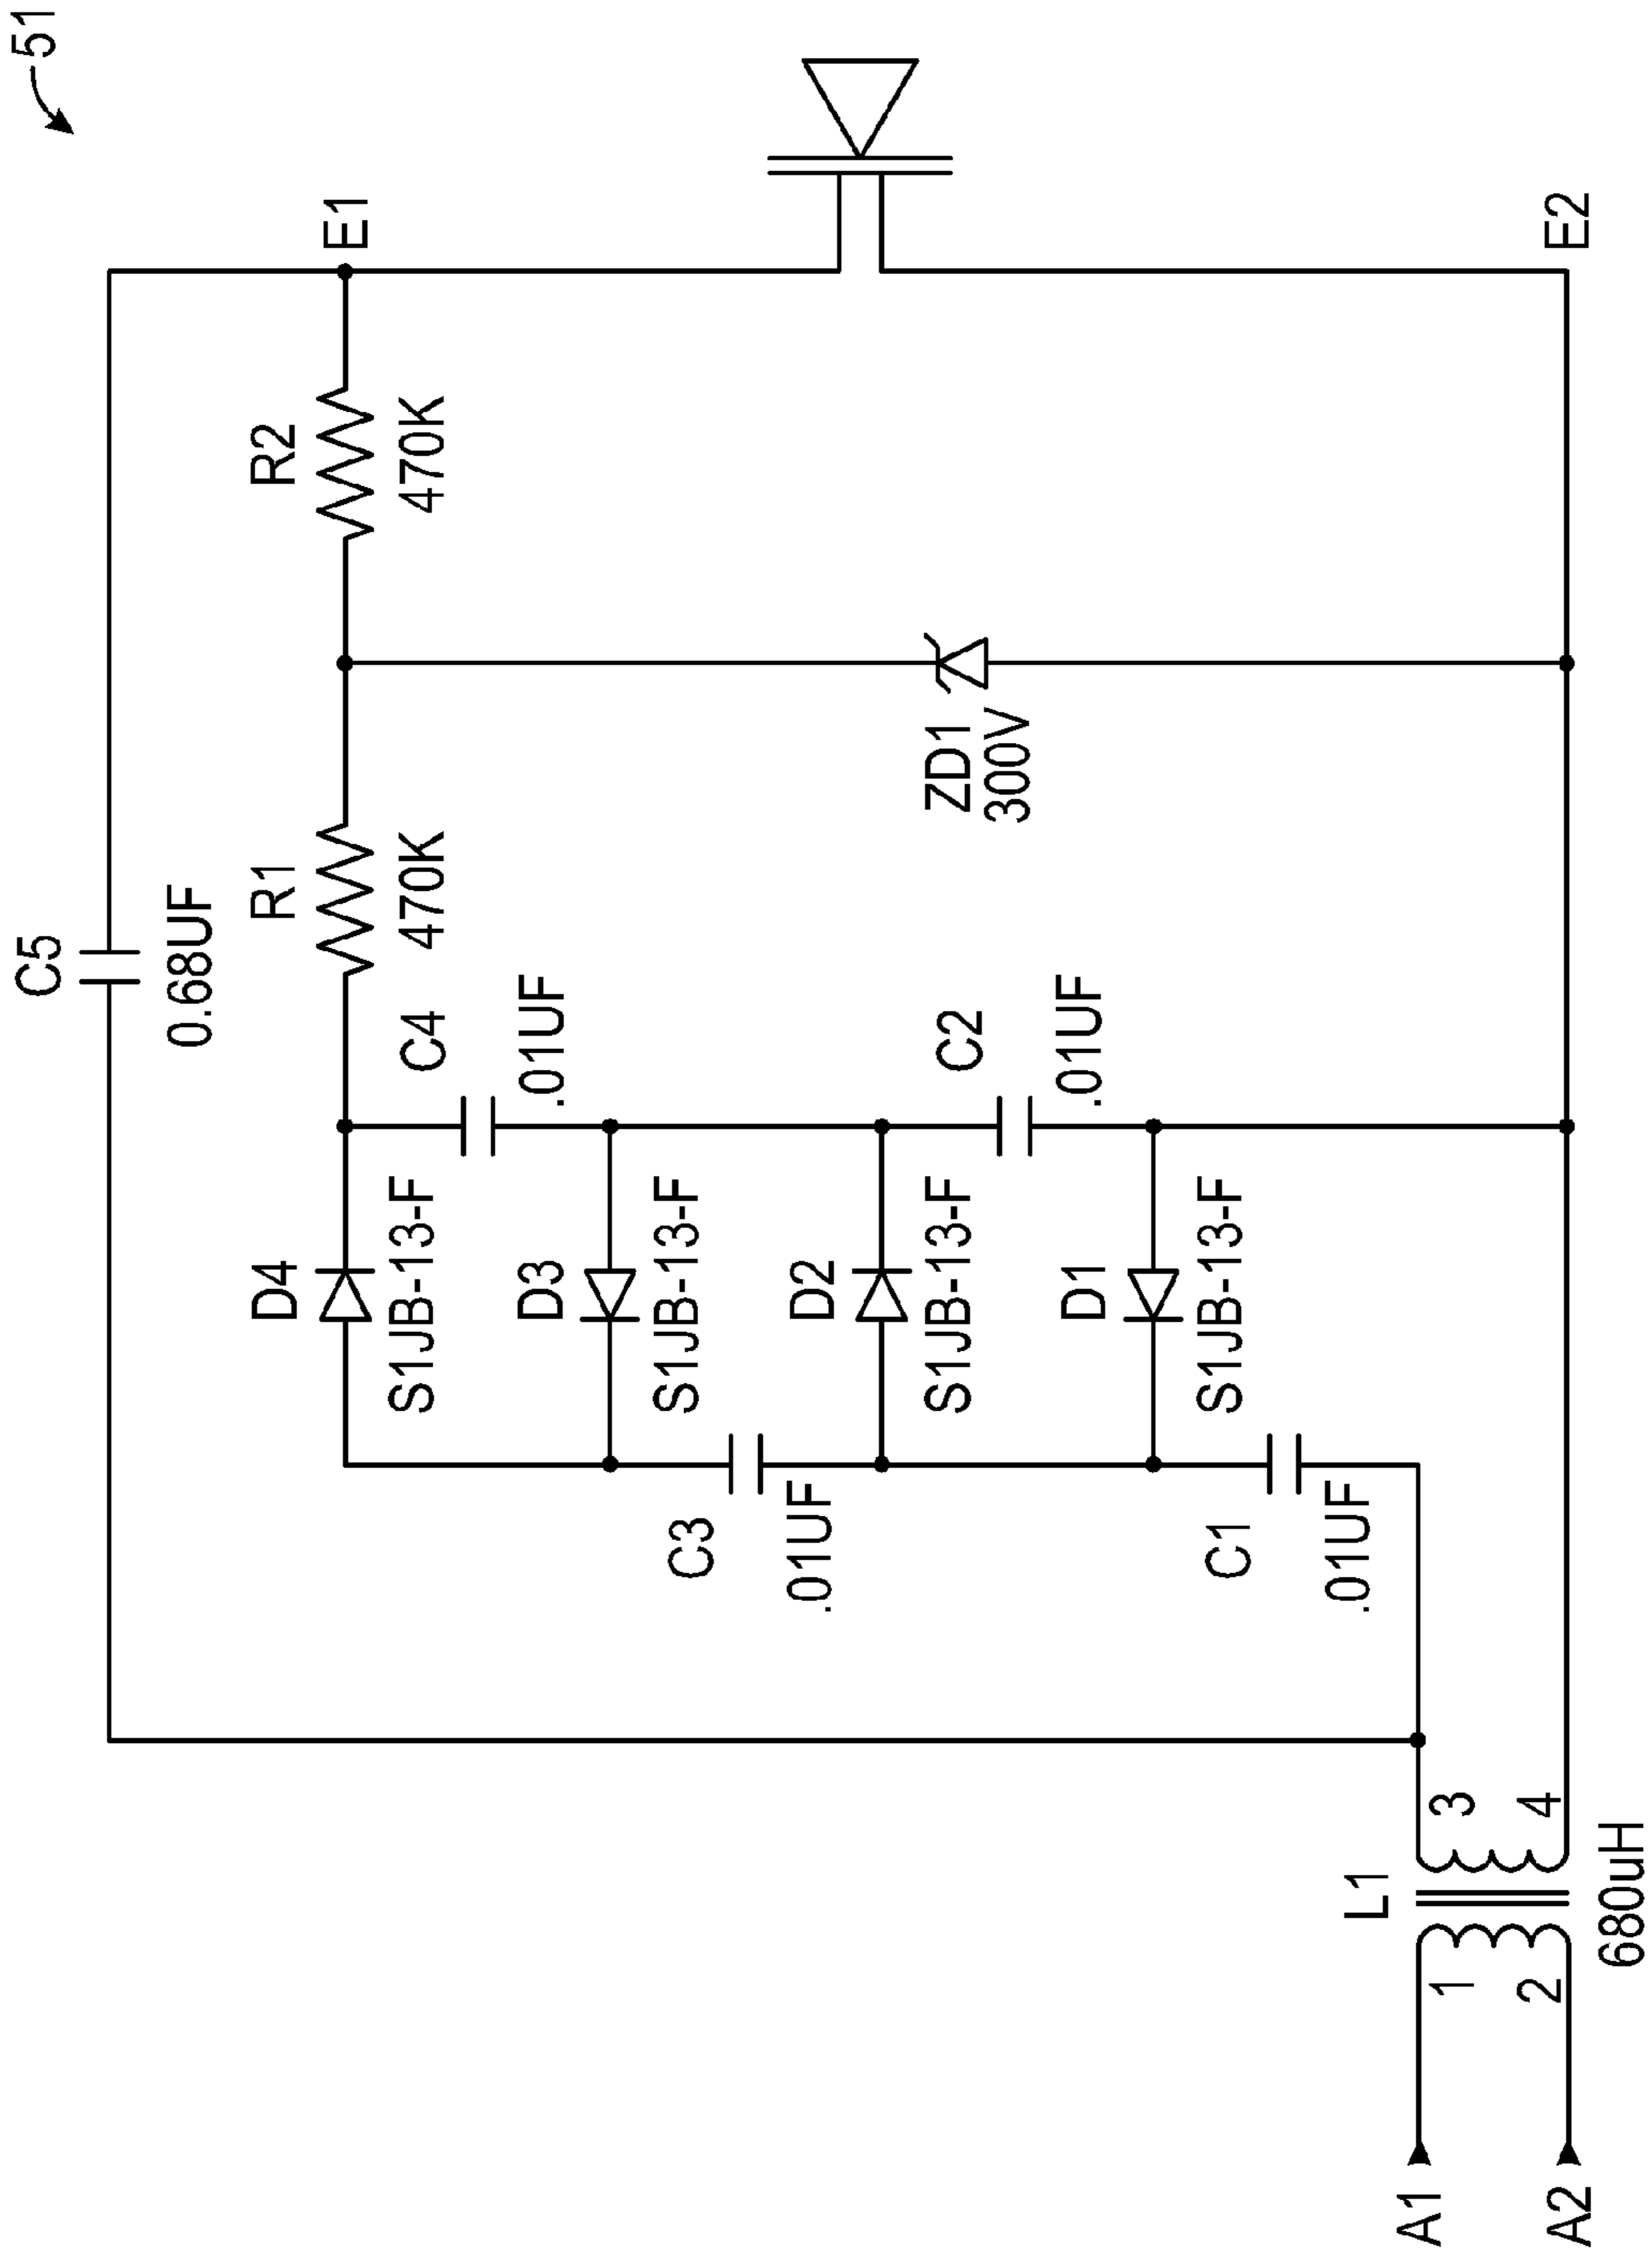 51
C5
0.68UF
E1
R2
470K
R1
470K
C4
.01UF
D4
S1JB-13-F
D3
S1JB-13-F
C3
.01UF
ZD1
300V
C2
.01UF
D2
S1JB-13-F
D1
S1JB-13-F
C1
.01UF
E2
L1
1
2
3
4
680uH
A1
A2